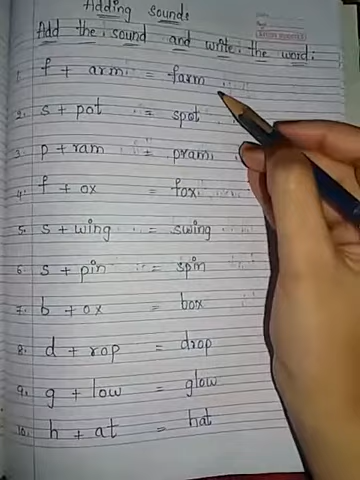 Adding sounds
Add the sound and write the word:
1. f + arm = farm
2. s + pot = spot
3. p + ram = pram
4. f + ox = fox
5. s + wing = swing
6. s + pin = spin
7. b + ox = box
8. d + rop = drop
9. g + low = glow
10. h + at = hat